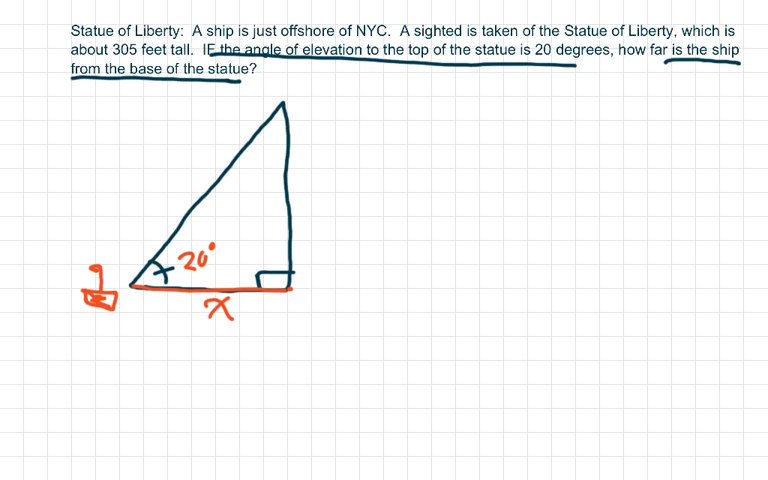 Statue of Liberty: A ship is just offshore of NYC. A sighted is taken of the Statue of Liberty, which is
about 305 feet tall. IF the angle of elevation to the top of the statue is 20 degrees, how far is the ship
from the base of the statue?
20°
x